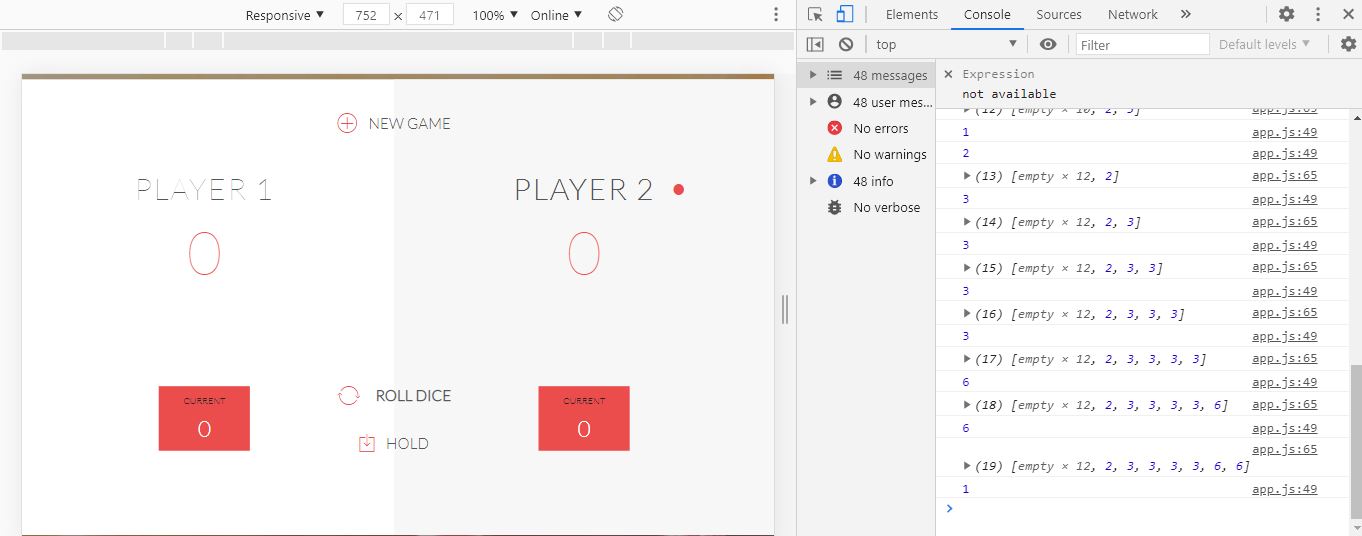 Responsive ▼ 752 × 471 100% ▼ Online ▼
NEW GAME
PLAYER 1
0
PLAYER 2
0
CURRENT
0
ROLL DICE
HOLD
CURRENT
0
Elements Console Sources Network »
top ▼ Filter Default levels ▼
48 messages
48 user mes...
No errors
No warnings
48 info
No verbose
× Expression
not available
(12) [empty × 10, 2, 3] app.js:65
1 app.js:49
2 app.js:49
(13) [empty × 12, 2] app.js:65
3 app.js:49
(14) [empty × 12, 2, 3] app.js:65
3 app.js:49
(15) [empty × 12, 2, 3, 3] app.js:65
3 app.js:49
(16) [empty × 12, 2, 3, 3, 3] app.js:65
3 app.js:49
(17) [empty × 12, 2, 3, 3, 3, 3] app.js:65
6 app.js:49
(18) [empty × 12, 2, 3, 3, 3, 3, 6] app.js:65
6 app.js:49
app.js:65
(19) [empty × 12, 2, 3, 3, 3, 3, 6, 6]
1 app.js:49
>